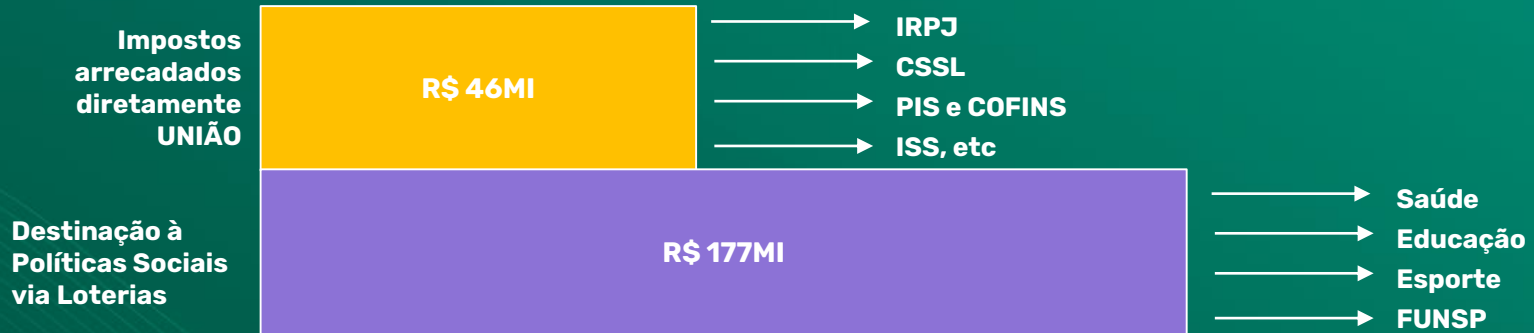 Impostos
arrecadados
diretamente
UNIÃO
R$ 46MI
IRPJ
CSSL
PIS e COFINS
ISS, etc
Destinação à
Políticas Sociais
via Loterias
R$ 177MI
Saúde
Educação
Esporte
FUNSP